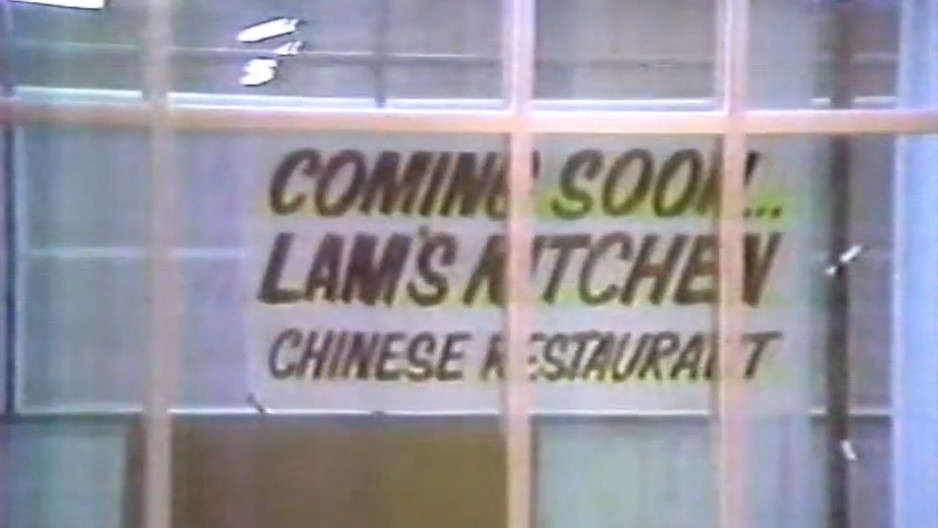 COMING SOON...
LAM'S KITCHEN
CHINESE RESTAURANT